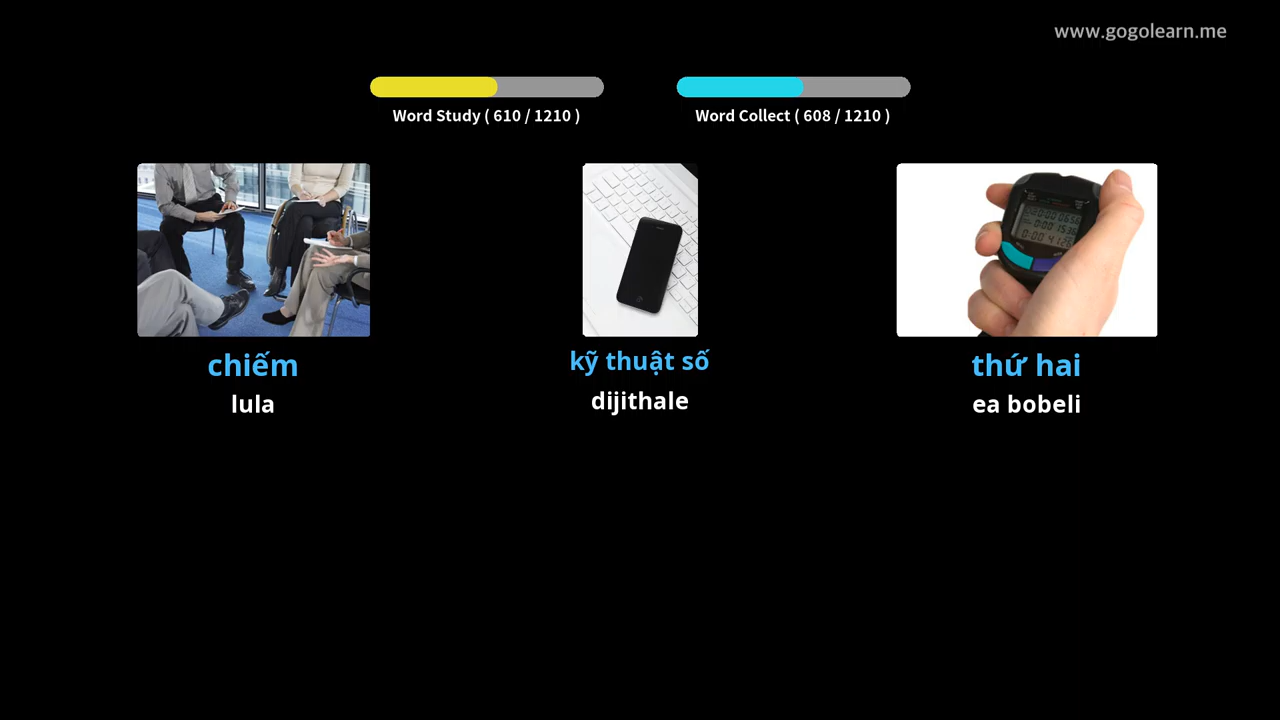 www.gogolearn.me
Word Study ( 610 / 1210 )
Word Collect ( 608 / 1210 )
chiếm
lula
kỹ thuật số
dijithale
thứ hai
ea bobeli